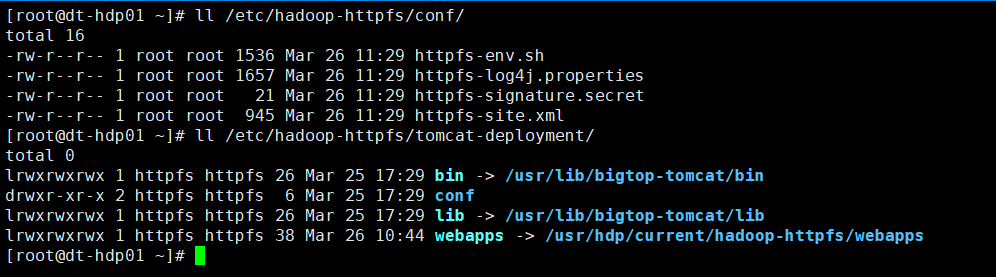 [root@dt-hdp01 ~]# ll /etc/hadoop-httpfs/conf/
total 16
-rw-r--r-- 1 root root 1536 Mar 26 11:29 httpfs-env.sh
-rw-r--r-- 1 root root 1657 Mar 26 11:29 httpfs-log4j.properties
-rw-r--r-- 1 root root   21 Mar 26 11:29 httpfs-signature.secret
-rw-r--r-- 1 root root  945 Mar 26 11:29 httpfs-site.xml
[root@dt-hdp01 ~]# ll /etc/hadoop-httpfs/tomcat-deployment/
total 0
lrwxrwxrwx 1 httpfs httpfs 26 Mar 25 17:29 bin -> /usr/lib/bigtop-tomcat/bin
drwxr-xr-x 2 httpfs httpfs  6 Mar 25 17:29 conf
lrwxrwxrwx 1 httpfs httpfs 26 Mar 25 17:29 lib -> /usr/lib/bigtop-tomcat/lib
lrwxrwxrwx 1 httpfs httpfs 38 Mar 26 10:44 webapps -> /usr/hdp/current/hadoop-httpfs/webapps
[root@dt-hdp01 ~]#